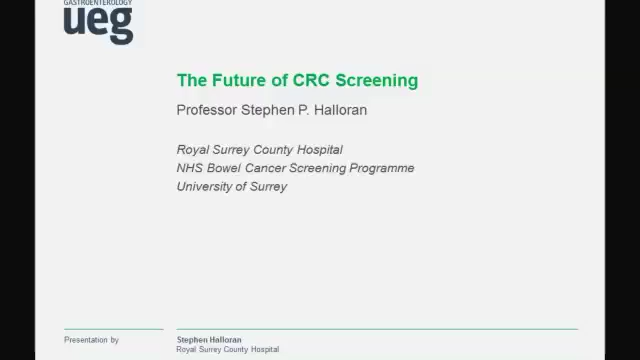 GASTROENTEROLOGY
ueg
The Future of CRC Screening
Professor Stephen P. Halloran
Royal Surrey County Hospital
NHS Bowel Cancer Screening Programme
University of Surrey
Presentation by
Stephen Halloran
Royal Surrey County Hospital